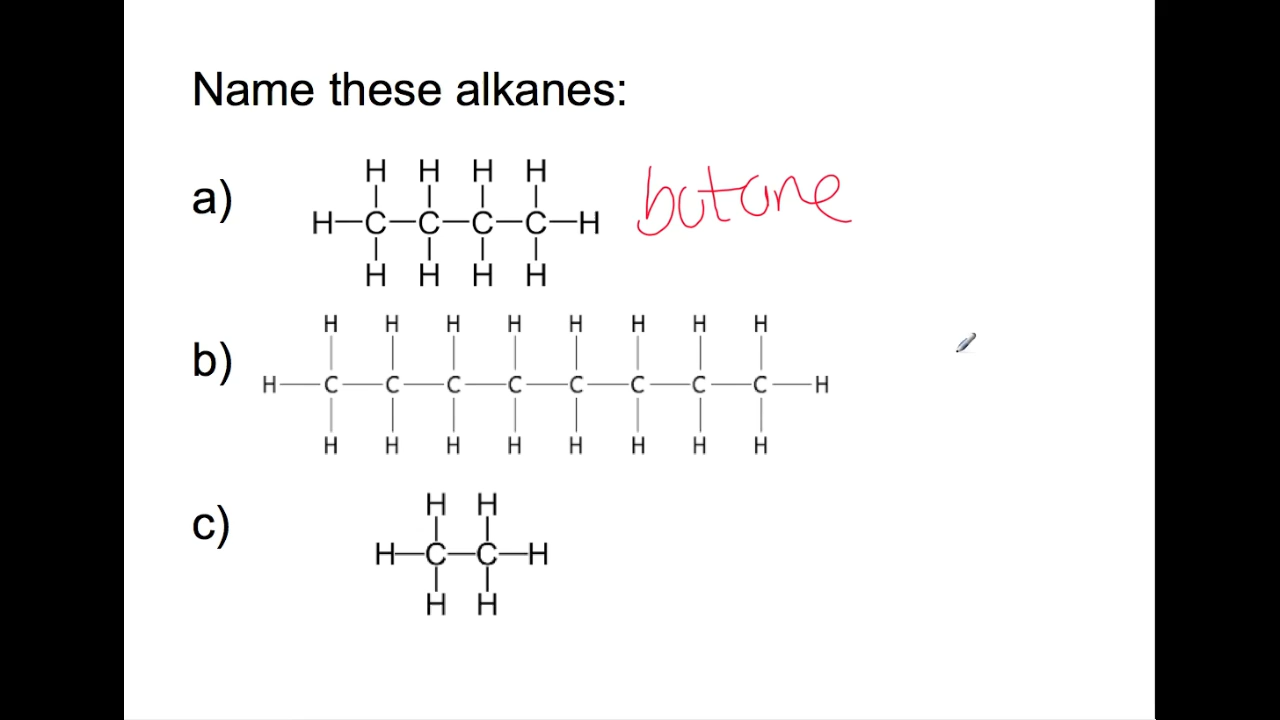 Name these alkanes:
a)
H H H H
H—C—C—C—C—H
H H H H
butane
b)
H H H H H H H H
H—C—C—C—C—C—C—C—C—H
H H H H H H H H
c)
H H
H—C—C—H
H H